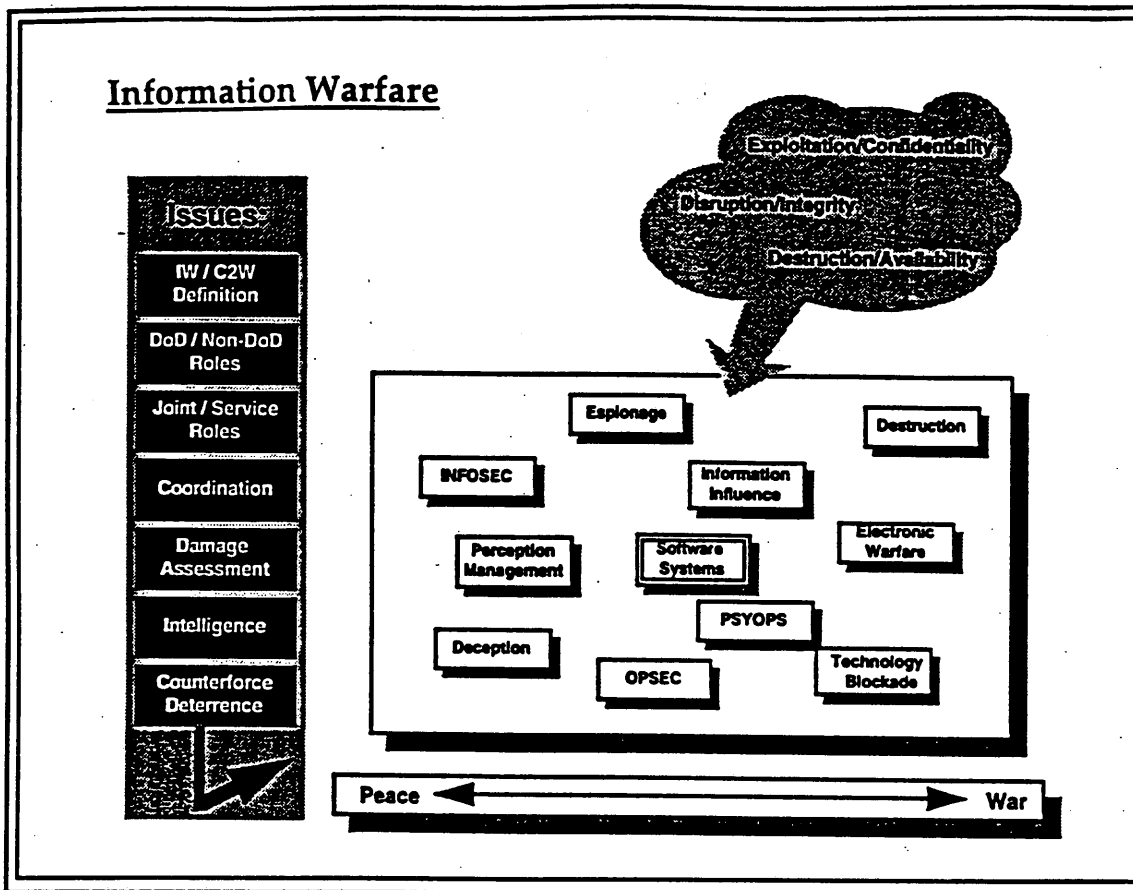 Information Warfare
Issues:
IW / C2W
Definition
DoD / Non-DoD
Roles
Joint / Service
Roles
Coordination
Damage
Assessment
Intelligence
Counterforce
Deterrence
Exploitation/Confidentiality
Disruption/Integrity
Destruction/Availability
Espionage
Destruction
INFOSEC
Information
Influence
Perception
Management
Software
Systems
Electronic
Warfare
PSYOPS
Deception
OPSEC
Technology
Blockade
Peace
War